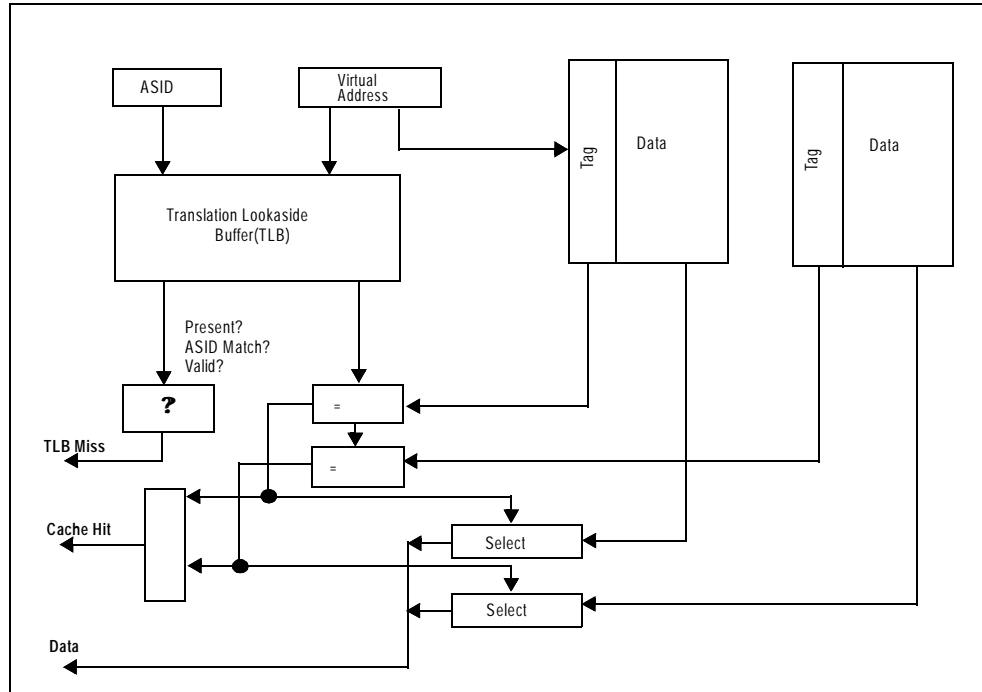 ASID
Virtual
Address
Tag
Data
Tag
Data
Translation Lookaside
Buffer(TLB)
Present?
ASID Match?
Valid?
?
=
TLB Miss
=
Cache Hit
Select
Select
Data